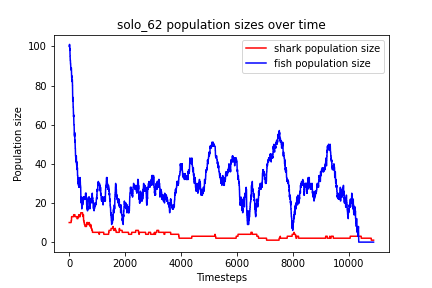 solo_62 population sizes over time
shark population size
fish population size
Population size
100
80
60
40
20
0
0 2000 4000 6000 8000 10000
Timesteps